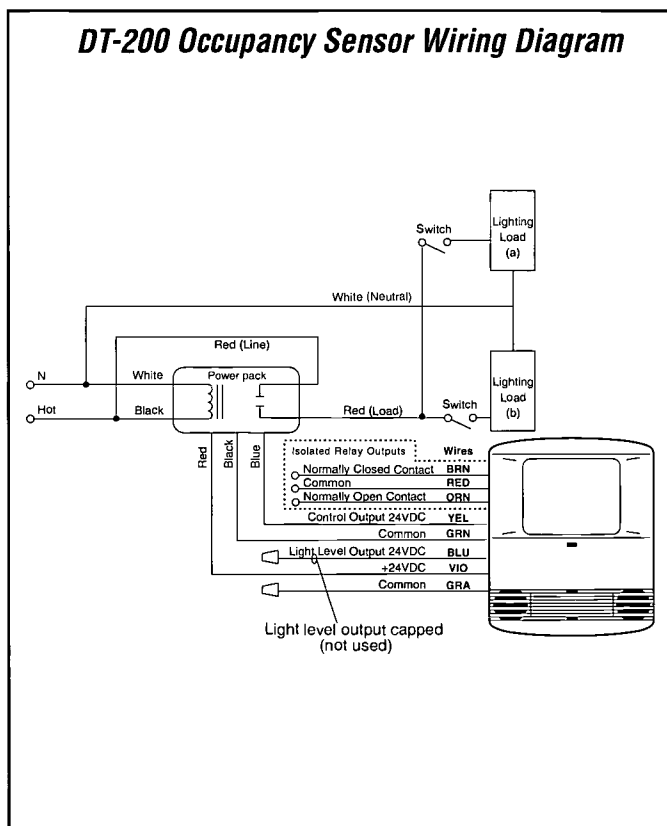 DT-200 Occupancy Sensor Wiring Diagram
Switch
Lighting
Load
(a)
White (Neutral)
Red (Line)
N
White
Power pack
Lighting
Load
(b)
Hot
Black
Red (Load)
Switch
Red
Black
Blue
Isolated Relay Outputs Wires
Normally Closed Contact BRN
Common RED
Normally Open Contact ORN
Control Output 24VDC YEL
Common GRN
Light Level Output 24VDC BLU
+24VDC VIO
Common GRA
Light level output capped
(not used)